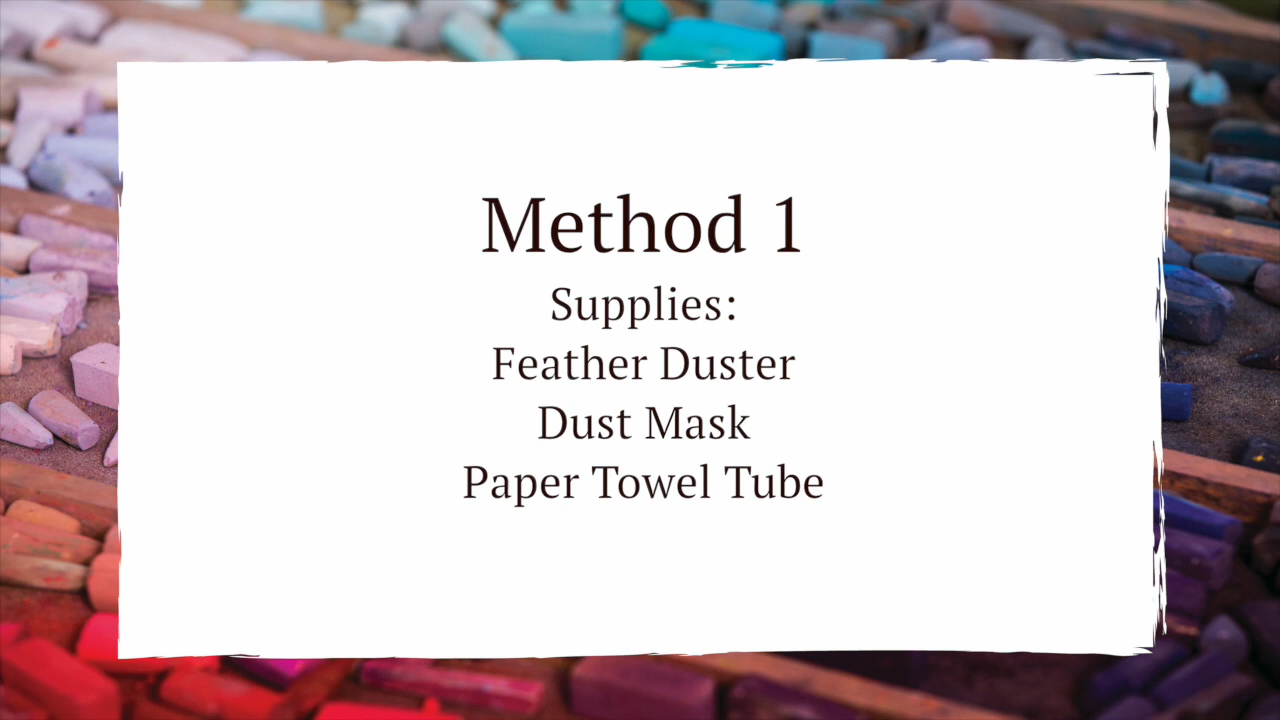 Method 1
Supplies:
Feather Duster
Dust Mask
Paper Towel Tube